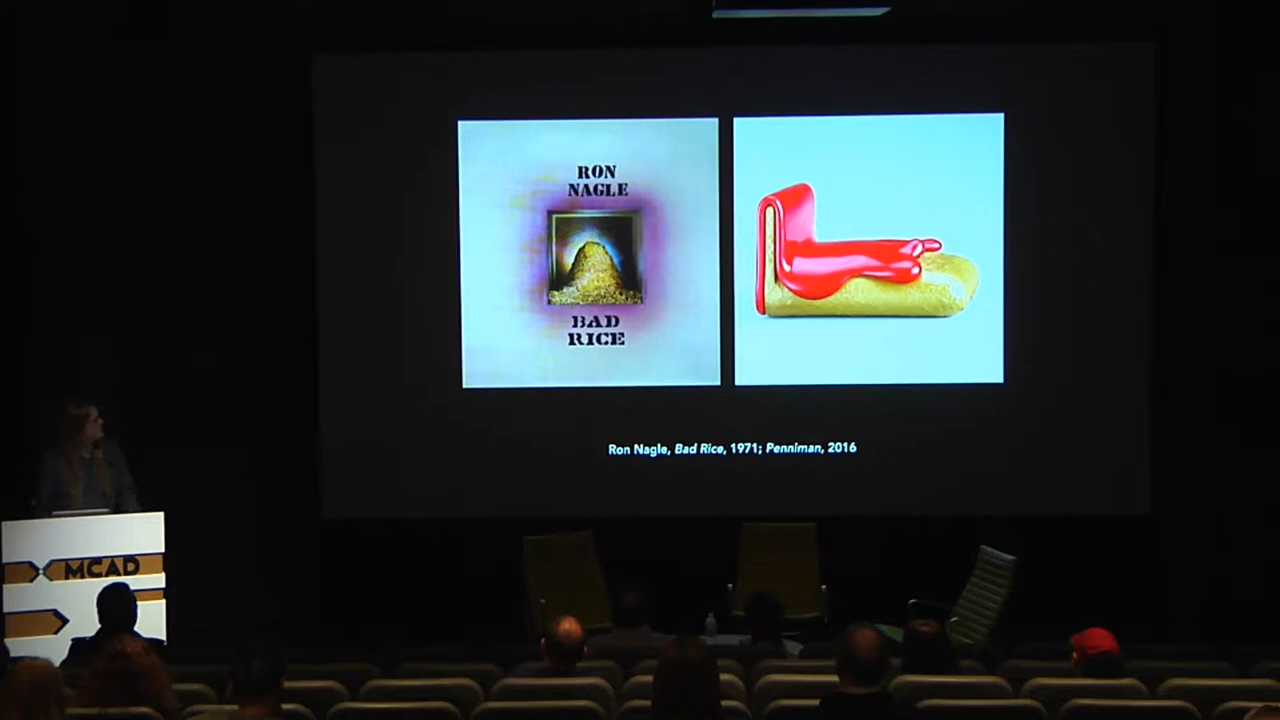 RON
NAGLE
BAD
RICE
Ron Nagle, Bad Rice, 1971; Penniman, 2016
MCAD